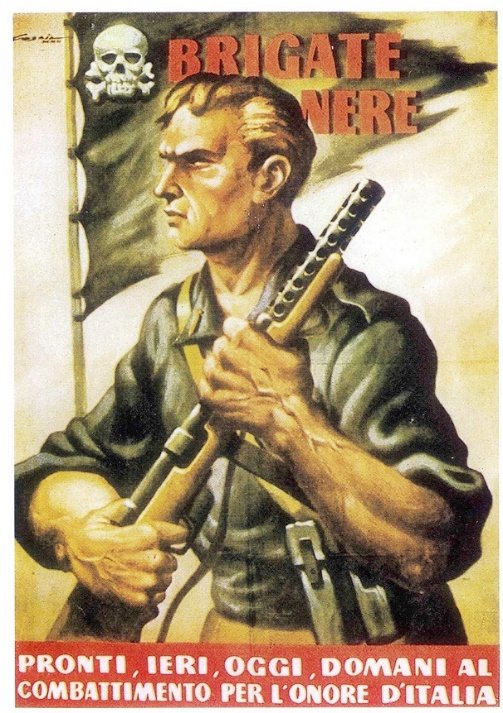 BRIGATE
NERE
PRONTI, IERI, OGGI, DOMANI AL
COMBATTIMENTO PER L'ONORE D'ITALIA